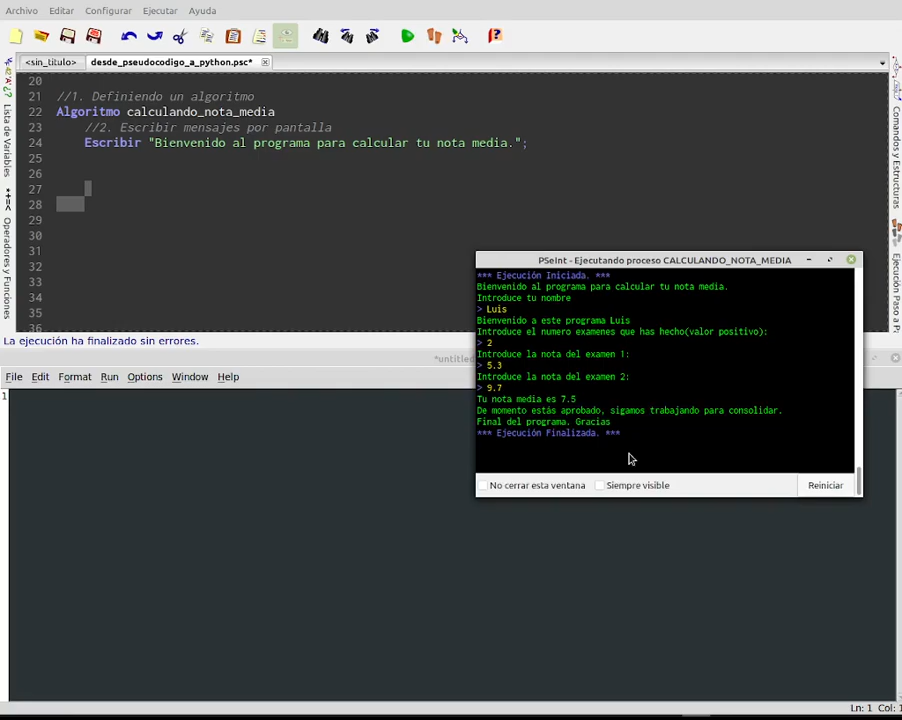 Archivo Editar Configurar Ejecutar Ayuda
<sin_titulo> desde_pseudocodigo_a_python.psc*
Lista de Variables
Operadores y Funciones
20
21 //1. Definiendo un algoritmo
22 Algoritmo calculando_nota_media
23 //2. Escribir mensajes por pantalla
24 Escribir "Bienvenido al programa para calcular tu nota media.";
25
26
27
28
29
30
31
32
33
34
35
36
Comandos y Estructuras
Ejecución Paso a P
La ejecución ha finalizado sin errores.
PSeInt - Ejecutando proceso CALCULANDO_NOTA_MEDIA
*** Ejecución Iniciada. ***
Bienvenido al programa para calcular tu nota media.
Introduce tu nombre
> Luis
Bienvenido a este programa Luis
Introduce el numero examenes que has hecho(valor positivo):
> 2
Introduce la nota del examen 1:
> 5.3
Introduce la nota del examen 2:
> 9.7
Tu nota media es 7.5
De momento estás aprobado, sigamos trabajando para consolidar.
Final del programa. Gracias
*** Ejecución Finalizada. ***
No cerrar esta ventana Siempre visible Reiniciar
*untitled
File Edit Format Run Options Window Help
1
Ln: 1 Col: 1